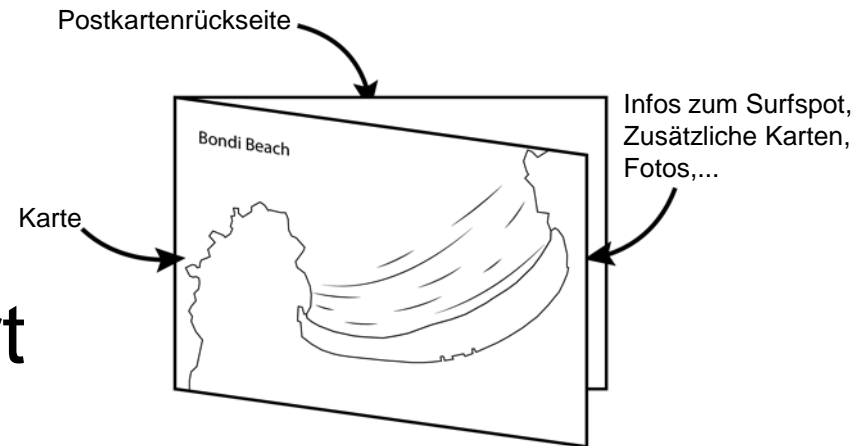 Postkartenrückseite
Infos zum Surfspot,
Zusätzliche Karten,
Fotos,...
Bondi Beach
Karte